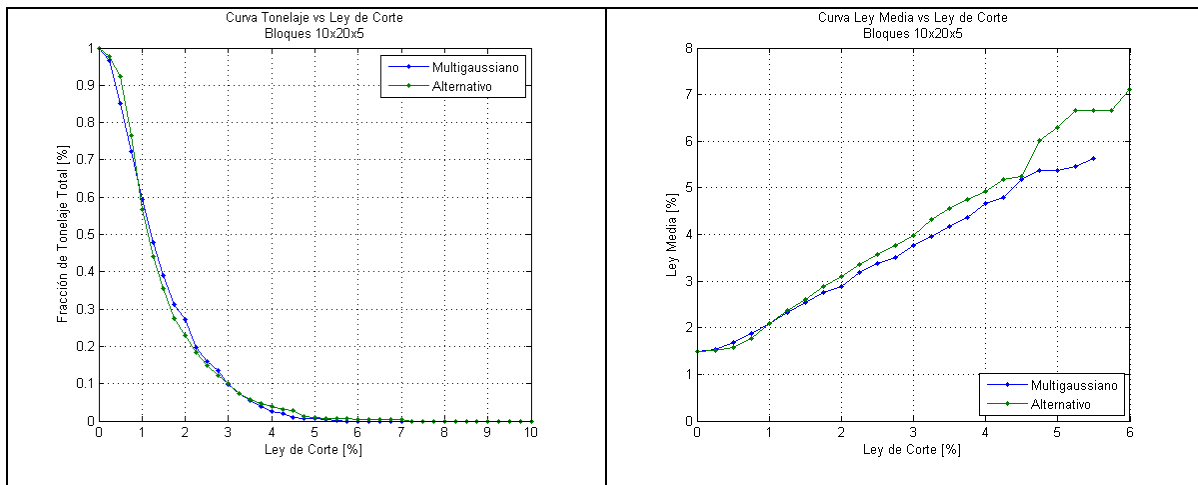 Curva Tonelaje vs Ley de Corte
Bloques 10x20x5
1
0.9
0.8
0.7
0.6
0.5
0.4
0.3
0.2
0.1
0
Fracción de Tonelaje Total [%]
Multigaussiano
Alternativo
0 1 2 3 4 5 6 7 8 9 10
Ley de Corte [%]
Curva Ley Media vs Ley de Corte
Bloques 10x20x5
8
7
6
5
4
3
2
1
0
Ley Media [%]
Multigaussiano
Alternativo
0 1 2 3 4 5 6
Ley de Corte [%]